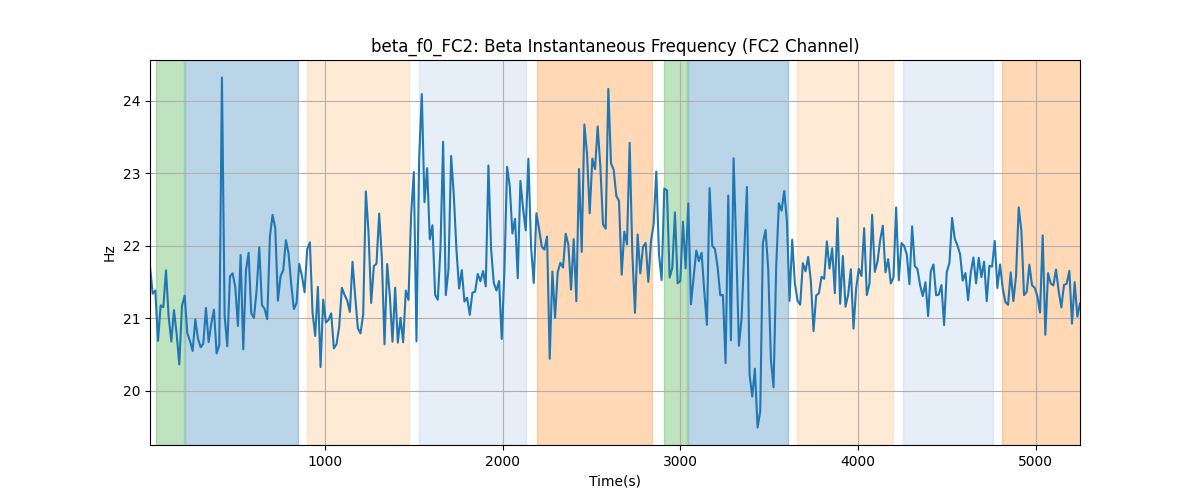 beta_f0_FC2: Beta Instantaneous Frequency (FC2 Channel)
24
23
22
21
20
Hz
1000 2000 3000 4000 5000
Time(s)